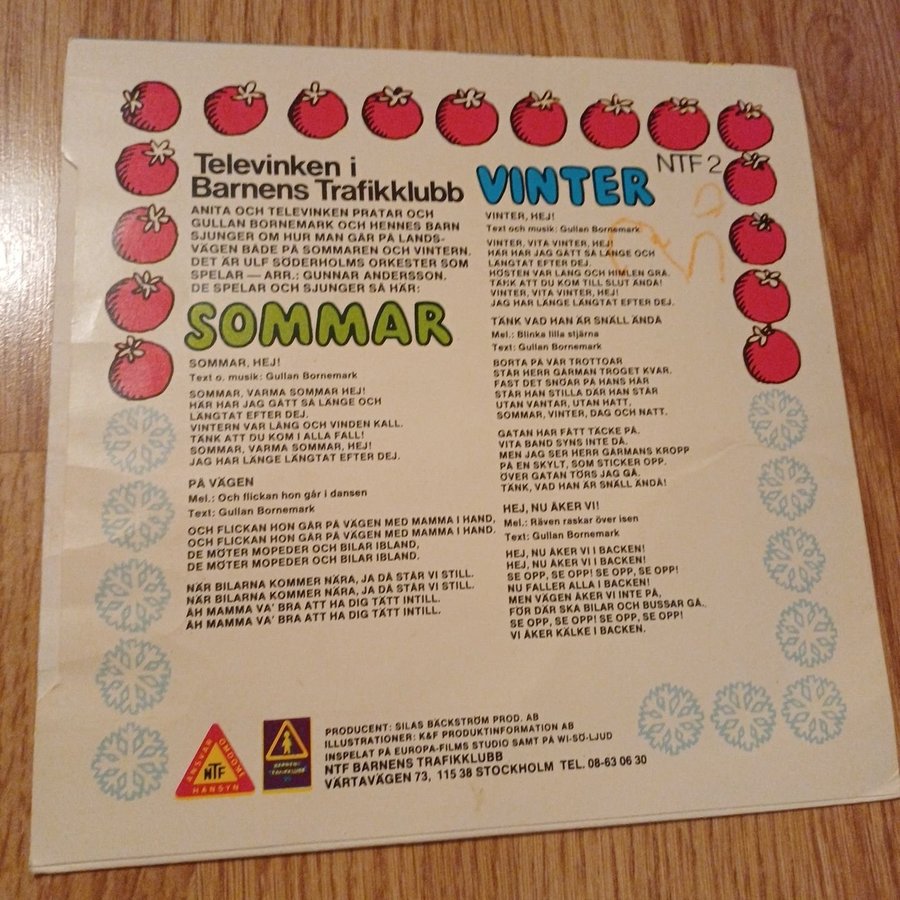 Televinken i
Barnens Trafikklubb
ANITA OCH TELEVINKEN PRATAR OCH
GULLAN BORNEMARK OCH HENNES BARN
SJUNGER OM HUR MAN GÅR PÅ LANDS-
VÄGEN BÅDE PÅ SOMMAREN OCH VINTERN.
DET ÄR ULF SÖDERHOLMS ORKESTER SOM
SPELAR — ARR.: GUNNAR ANDERSSON.
DE SPELAR OCH SJUNGER SÅ HÄR:
SOMMAR
SOMMAR, HEJ!
Text o. musik: Gullan Bornemark
SOMMAR, VARMA SOMMAR HEJ!
HÄR HAR JAG GÅTT SÅ LÄNGE OCH
LÄNGTAT EFTER DEJ.
VINTERN VAR LÅNG OCH VINDEN KALL.
TÄNK ATT DU KOM I ALLA FALL!
SOMMAR, VARMA SOMMAR, HEJ!
JAG HAR LÄNGE LÄNGTAT EFTER DEJ.
PÅ VÄGEN
Mel.: Och flickan hon går i dansen
Text: Gullan Bornemark
OCH FLICKAN HON GÅR PÅ VÄGEN MED MAMMA I HAND,
OCH FLICKAN HON GÅR PÅ VÄGEN MED MAMMA I HAND.
DE MÖTER MOPEDER OCH BILAR IBLAND,
DE MÖTER MOPEDER OCH BILAR IBLAND.
NÄR BILARNA KOMMER NÄRA, JA DÅ STÅR VI STILL.
NÄR BILARNA KOMMER NÄRA, JA DÅ STÅR VI STILL.
ÅH MAMMA VA' BRA ATT HA DIG TÄTT INTILL.
ÅH MAMMA VA' BRA ATT HA DIG TÄTT INTILL.
VINTER
NTF 2
VINTER, HEJ!
Text och musik: Gullan Bornemark
VINTER, VITA VINTER, HEJ!
HÄR HAR JAG GÅTT SÅ LÄNGE OCH
LÄNGTAT EFTER DEJ.
HÖSTEN VAR LÅNG OCH HIMLEN GRÅ.
TÄNK ATT DU KOM TILL SLUT ÄNDÅ!
VINTER, VITA VINTER, HEJ!
JAG HAR LÄNGE LÄNGTAT EFTER DEJ.
TÄNK VAD HAN ÄR SNÄLL ÄNDÅ
Mel.: Blinka lilla stjärna
Text: Gullan Bornemark
BORTA PÅ VÅR TROTTOAR
STÅR HERR GÅRMAN TROGET KVAR.
FAST DET SNÖAR PÅ HANS HÅR
STÅR HAN STILLA DÄR HAN STÅR
UTAN VANTAR, UTAN HATT,
SOMMAR, VINTER, DAG OCH NATT.
GATAN HAR FÅTT TÄCKE PÅ.
VITA BAND SYNS INTE DÅ.
MEN JAG SER HERR GÅRMANS KROPP
PÅ EN SKYLT, SOM STICKER OPP.
ÖVER GATAN TÖRS JAG GÅ.
TÄNK, VAD HAN ÄR SNÄLL ÄNDÅ!
HEJ, NU ÅKER VI!
Mel.: Räven raskar över isen
Text: Gullan Bornemark
HEJ, NU ÅKER VI I BACKEN!
HEJ, NU ÅKER VI I BACKEN!
SE OPP, SE OPP! SE OPP, SE OPP!
NU FALLER ALLA I BACKEN!
MEN VÄGEN ÅKER VI INTE PÅ,
FÖR DÄR SKA BILAR OCH BUSSAR GÅ.
SE OPP, SE OPP! SE OPP, SE OPP!
VI ÅKER KÄLKE I BACKEN.
ANSVAR OMDÖME
NTF
HÄNSYN
BARNENS
TRAFIKKLUBB
PRODUCENT: SILAS BÄCKSTRÖM PROD. AB
ILLUSTRATIONER: K&F PRODUKTINFORMATION AB
INSPELAT PÅ EUROPA-FILMS STUDIO SAMT PÅ WI-SÖ-LJUD
NTF BARNENS TRAFIKKLUBB
VÄRTAVÄGEN 73, 115 38 STOCKHOLM TEL. 08-63 06 30